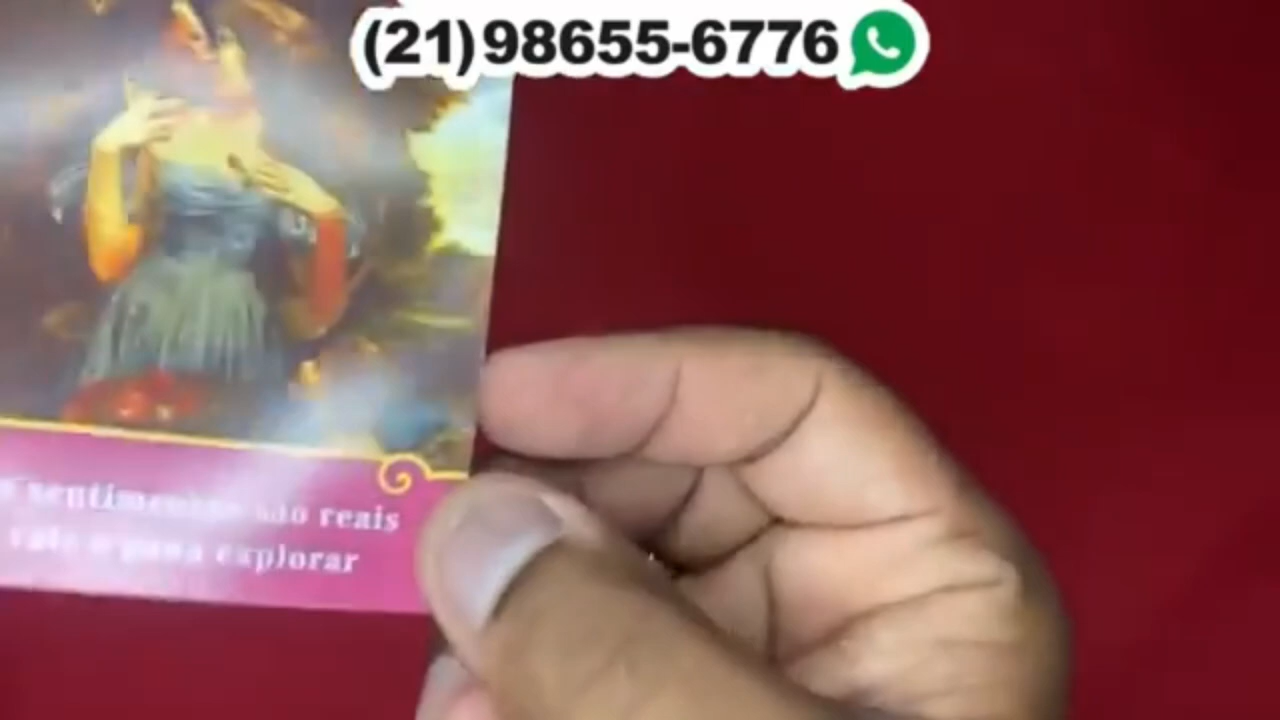 (21)98655-6776
sentimentos são reais
vale a pena explorar